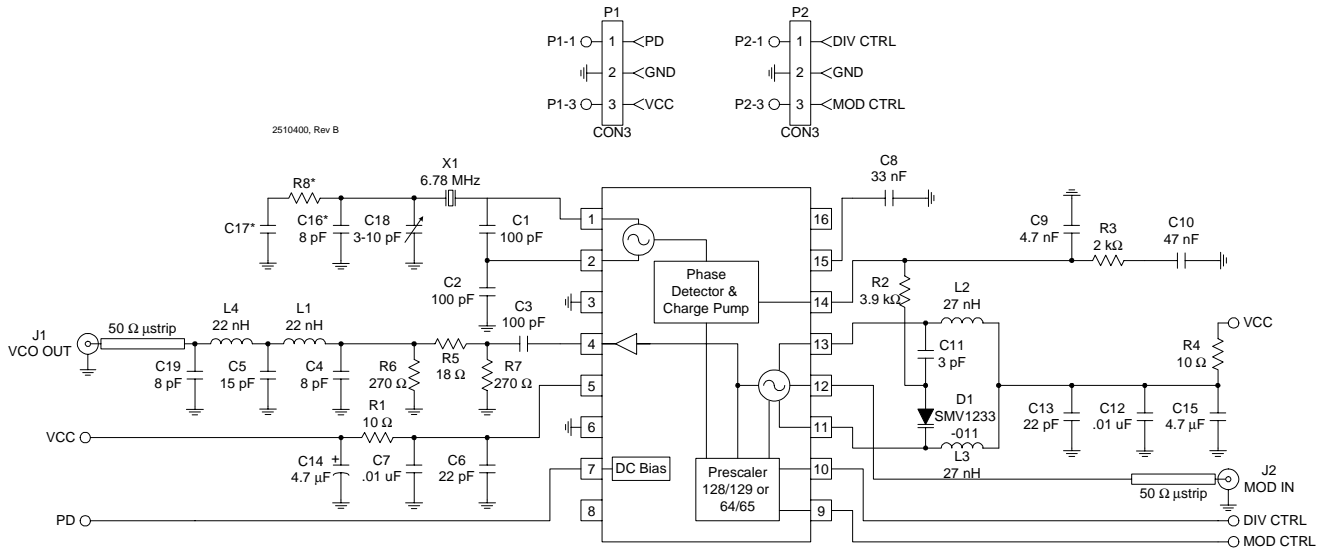 P1
P2
P1-1
1
PD
P2-1
1
DIV CTRL
2
GND
2
GND
P1-3
3
VCC
P2-3
3
MOD CTRL
CON3
CON3
2510400, Rev B
X1
6.78 MHz
R8*
C17*
C16*
8 pF
C18
3-10 pF
C1
100 pF
C2
100 pF
C3
100 pF
1
2
3
4
5
6
7
8
16
15
14
13
12
11
10
9
Phase
Detector &
Charge Pump
DC Bias
Prescaler
128/129 or
64/65
C8
33 nF
C9
4.7 nF
R3
2 kΩ
C10
47 nF
R2
3.9 kΩ
L2
27 nH
C11
3 pF
D1
SMV1233
-011
L3
27 nH
VCC
R4
10 Ω
C13
22 pF
C12
.01 uF
C15
4.7 µF
J1
VCO OUT
50 Ω µstrip
L4
22 nH
L1
22 nH
C19
8 pF
C5
15 pF
C4
8 pF
R6
270 Ω
R5
18 Ω
R7
270 Ω
VCC
R1
10 Ω
C14
+
4.7 µF
C7
.01 uF
C6
22 pF
PD
50 Ω µstrip
J2
MOD IN
DIV CTRL
MOD CTRL